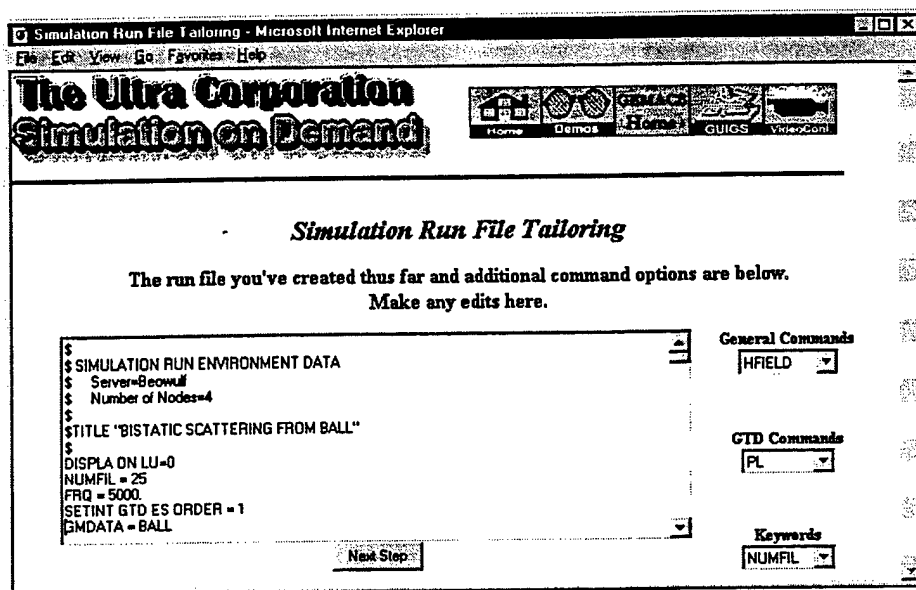 Simulation Run File Tailoring - Microsoft Internet Explorer
File Edit View Go Favorites Help
The Ultra Corporation
Simulation on Demand
Home Demos GEMACS Home GUIGS VideoConf
Simulation Run File Tailoring
The run file you've created thus far and additional command options are below.
Make any edits here.
$
$ SIMULATION RUN ENVIRONMENT DATA
$ Server=Beowulf
$ Number of Nodes=4
$
$TITLE "BISTATIC SCATTERING FROM BALL"
$
DISPLA ON LU=0
NUMFIL = 25
FRQ = 5000.
SETINT GTD ES ORDER = 1
GMDATA = BALL
General Commands
HFIELD
GTD Commands
PL
Keywords
NUMFIL
Next Step